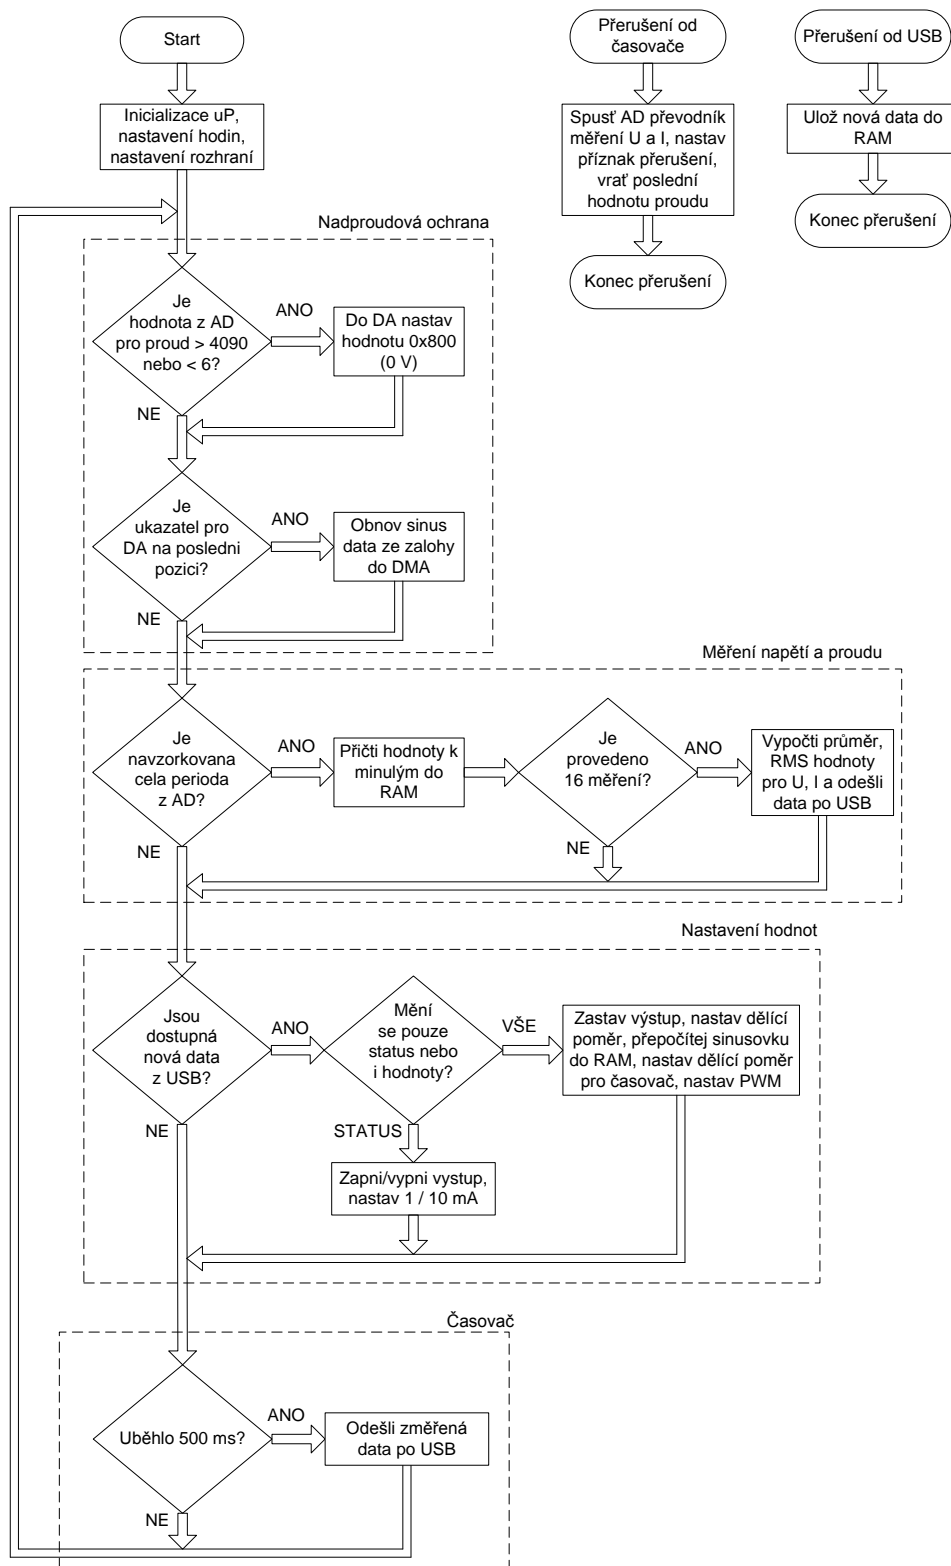 Start
Inicializace uP,
nastavení hodin,
nastavení rozhraní
Přerušení od
časovače
Spusť AD převodník
měření U a I, nastav
příznak přerušení,
vrať poslední
hodnotu proudu
Konec přerušení
Přerušení od USB
Ulož nová data do
RAM
Konec přerušení
Nadproudová ochrana
Je
hodnota z AD
pro proud > 4090
nebo < 6?
ANO
Do DA nastav
hodnotu 0x800
(0 V)
NE
Je
ukazatel pro
DA na posledni
pozici?
ANO
Obnov sinus
data ze zalohy
do DMA
NE
Měření napětí a proudu
Je
navzorkovana
cela perioda
z AD?
ANO
Přičti hodnoty k
minulým do
RAM
Je
provedeno
16 měření?
ANO
Vypočti průměr,
RMS hodnoty
pro U, I a odešli
data po USB
NE
NE
Nastavení hodnot
Jsou
dostupná
nová data
z USB?
ANO
Mění
se pouze
status nebo
i hodnoty?
VŠE
Zastav výstup, nastav dělící
poměr, přepočítej sinusovku
do RAM, nastav dělící poměr
pro časovač, nastav PWM
NE
STATUS
Zapni/vypni vystup,
nastav 1 / 10 mA
Časovač
Uběhlo 500 ms?
ANO
Odešli změřená
data po USB
NE